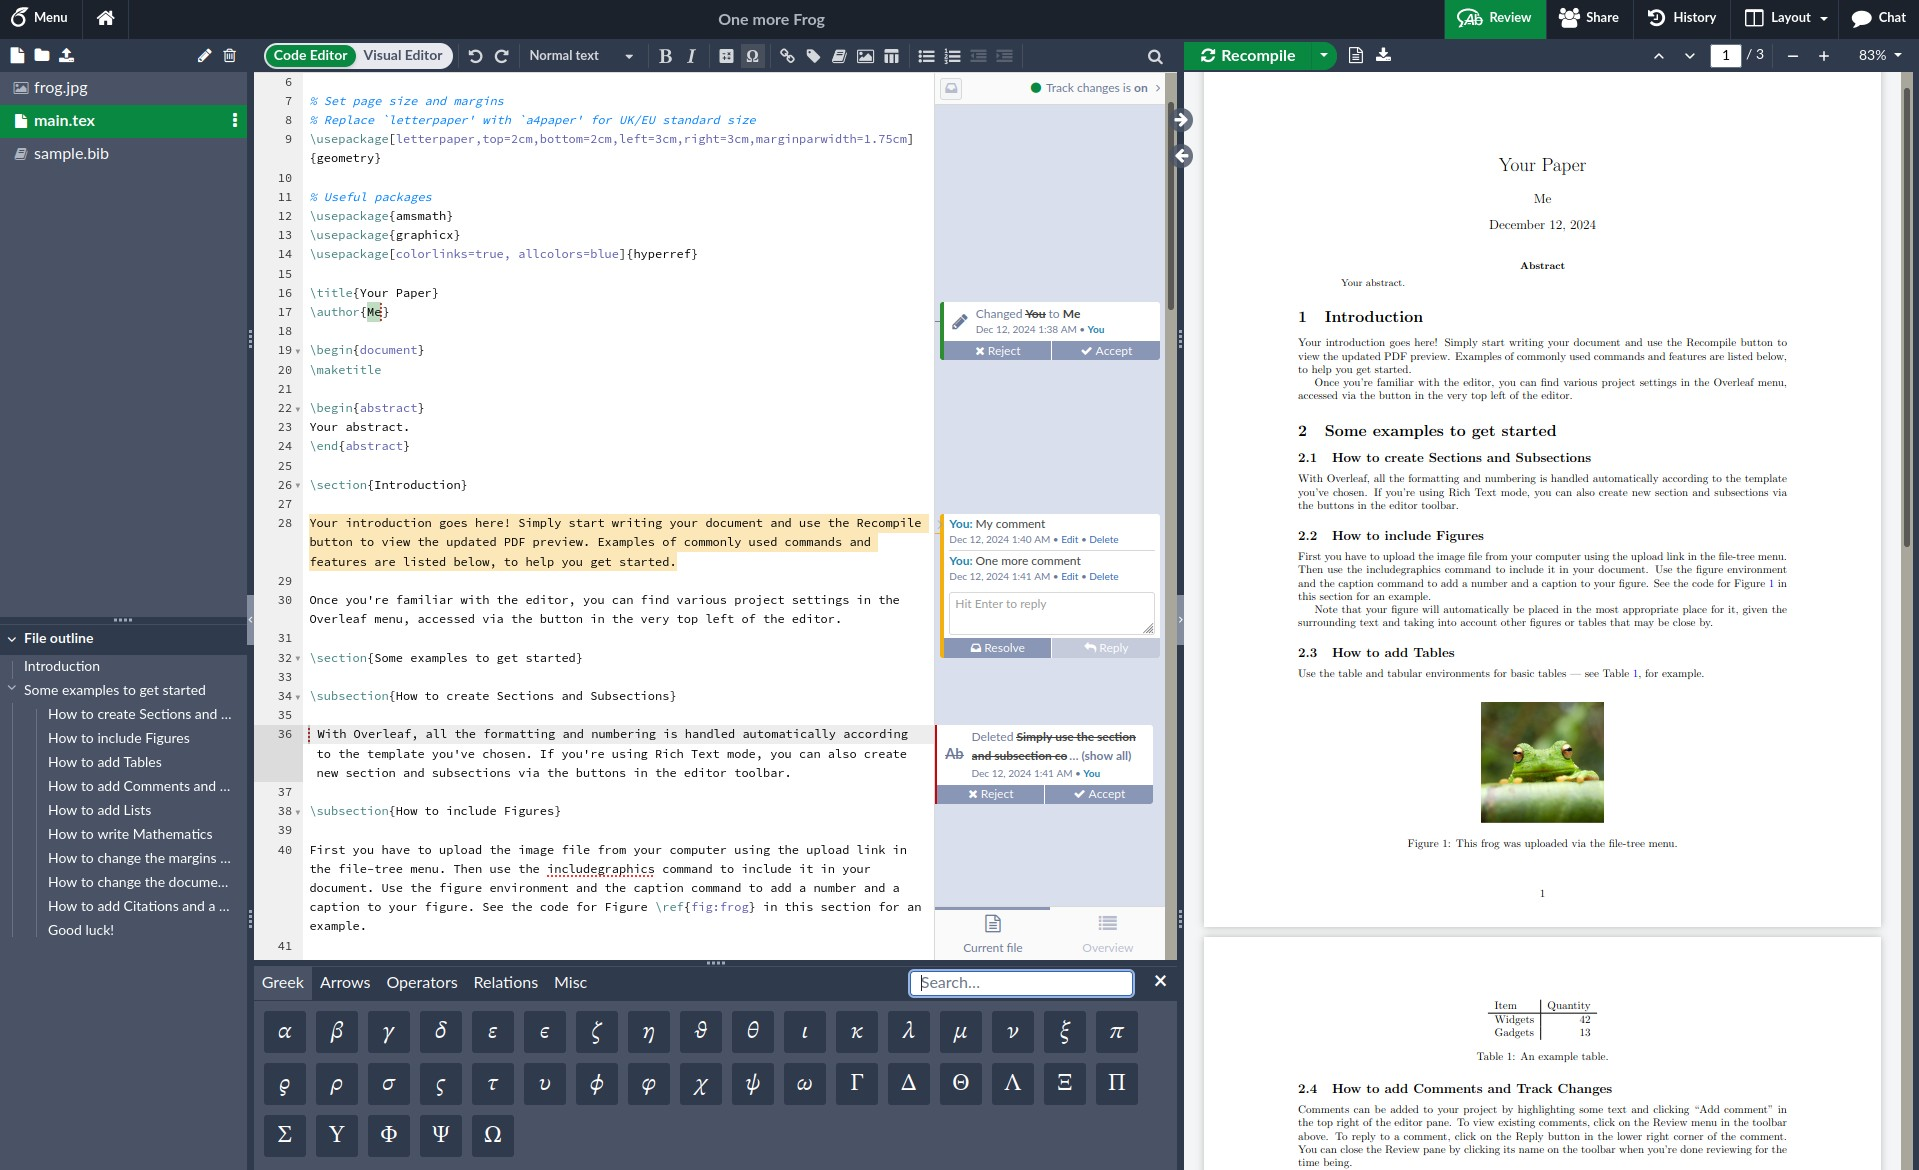 Menu
One more Frog
Review
Share
History
Layout
Chat
Code Editor
Visual Editor
Normal text
B I
Ω
Recompile
1 / 3
83%
frog.jpg
main.tex
sample.bib
File outline
Introduction
Some examples to get started
How to create Sections and ...
How to include Figures
How to add Tables
How to add Comments and ...
How to add Lists
How to write Mathematics
How to change the margins ...
How to change the docume...
How to add Citations and a ...
Good luck!
6
7 % Set page size and margins
8 % Replace `letterpaper' with `a4paper' for UK/EU standard size
9 \usepackage[letterpaper,top=2cm,bottom=2cm,left=3cm,right=3cm,marginparwidth=1.75cm]
{geometry}
10
11 % Useful packages
12 \usepackage{amsmath}
13 \usepackage{graphicx}
14 \usepackage[colorlinks=true, allcolors=blue]{hyperref}
15
16 \title{Your Paper}
17 \author{Me}
18
19 \begin{document}
20 \maketitle
21
22 \begin{abstract}
23 Your abstract.
24 \end{abstract}
25
26 \section{Introduction}
27
28 Your introduction goes here! Simply start writing your document and use the Recompile
button to view the updated PDF preview. Examples of commonly used commands and
features are listed below, to help you get started.
29
30 Once you're familiar with the editor, you can find various project settings in the
Overleaf menu, accessed via the button in the very top left of the editor.
31
32 \section{Some examples to get started}
33
34 \subsection{How to create Sections and Subsections}
35
36 With Overleaf, all the formatting and numbering is handled automatically according
to the template you've chosen. If you're using Rich Text mode, you can also create
new section and subsections via the buttons in the editor toolbar.
37
38 \subsection{How to include Figures}
39
40 First you have to upload the image file from your computer using the upload link in
the file-tree menu. Then use the includegraphics command to include it in your
document. Use the figure environment and the caption command to add a number and a
caption to your figure. See the code for Figure \ref{fig:frog} in this section for an
example.
41
Track changes is on
Changed You to Me
Dec 12, 2024 1:38 AM • You
Reject
Accept
You: My comment
Dec 12, 2024 1:40 AM • Edit • Delete
You: One more comment
Dec 12, 2024 1:41 AM • Edit • Delete
Hit Enter to reply
Resolve
Reply
Ab
Deleted Simply use the section
and subsection co ... (show all)
Dec 12, 2024 1:41 AM • You
Reject
Accept
Current file
Overview
Greek
Arrows
Operators
Relations
Misc
Search...
α β γ δ ε ϵ ζ η ϑ θ ι κ λ μ ν ξ π
ϱ ρ σ ς τ υ ϕ φ χ ψ ω Γ Δ Θ Λ Ξ Π
Σ Υ Φ Ψ Ω
Your Paper
Me
December 12, 2024
Abstract
Your abstract.
1 Introduction
Your introduction goes here! Simply start writing your document and use the Recompile button to
view the updated PDF preview. Examples of commonly used commands and features are listed below,
to help you get started.
Once you're familiar with the editor, you can find various project settings in the Overleaf menu,
accessed via the button in the very top left of the editor.
2 Some examples to get started
2.1 How to create Sections and Subsections
With Overleaf, all the formatting and numbering is handled automatically according to the template
you've chosen. If you're using Rich Text mode, you can also create new section and subsections via
the buttons in the editor toolbar.
2.2 How to include Figures
First you have to upload the image file from your computer using the upload link in the file-tree menu.
Then use the includegraphics command to include it in your document. Use the figure environment
and the caption command to add a number and a caption to your figure. See the code for Figure 1 in
this section for an example.
Note that your figure will automatically be placed in the most appropriate place for it, given the
surrounding text and taking into account other figures or tables that may be close by.
2.3 How to add Tables
Use the table and tabular environments for basic tables — see Table 1, for example.
Figure 1: This frog was uploaded via the file-tree menu.
1
Item Quantity
Widgets 42
Gadgets 13
Table 1: An example table.
2.4 How to add Comments and Track Changes
Comments can be added to your project by highlighting some text and clicking “Add comment” in
the top right of the editor pane. To view existing comments, click on the Review menu in the toolbar
above. To reply to a comment, click on the Reply button in the lower right corner of the comment.
You can close the Review pane by clicking its name on the toolbar when you're done reviewing for the
time being.